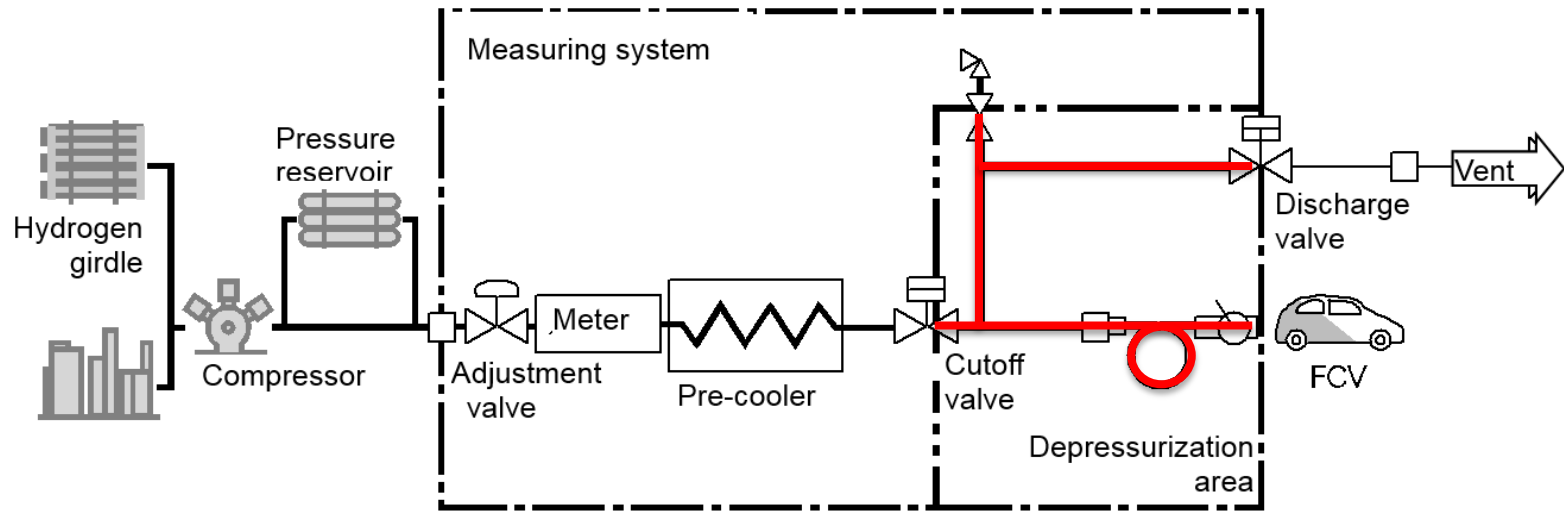 Measuring system
Pressure
reservoir
Hydrogen
girdle
Vent
Discharge
valve
Meter
Compressor
Adjustment
valve
Pre-cooler
Cutoff
valve
FCV
Depressurization
area